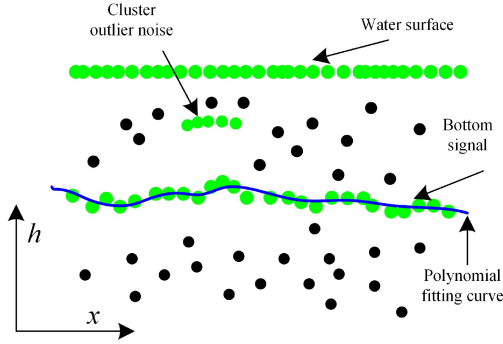 Cluster
outlier noise
Water surface
Bottom
signal
h
Polynomial
fitting curve
x